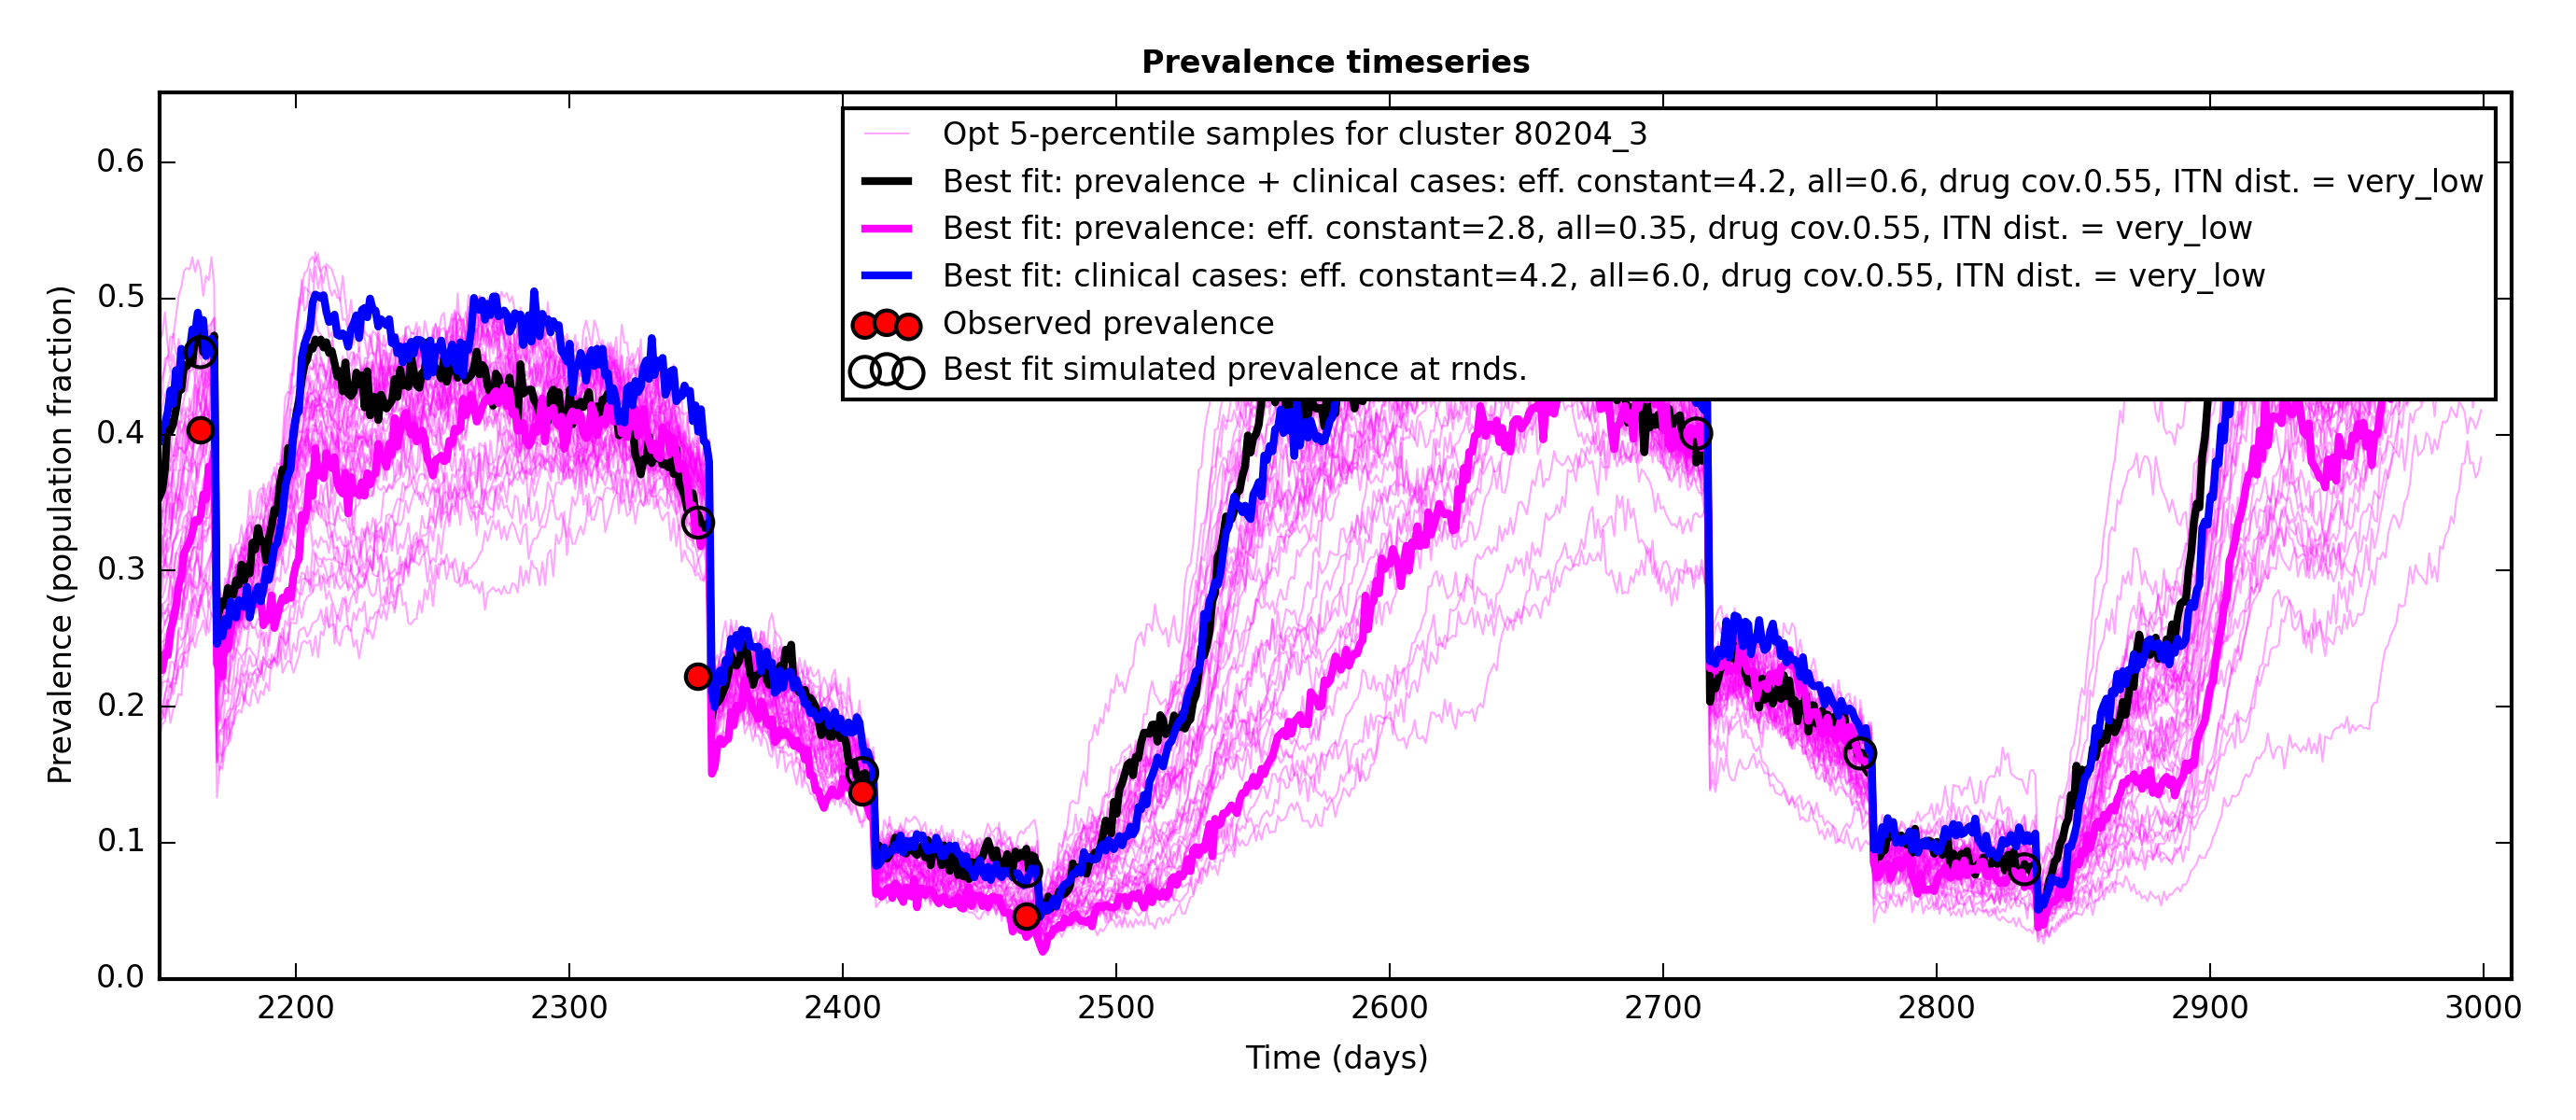 Prevalence timeseries
Opt 5-percentile samples for cluster 80204_3
Best fit: prevalence + clinical cases: eff. constant=4.2, all=0.6, drug cov.0.55, ITN dist. = very_low
Best fit: prevalence: eff. constant=2.8, all=0.35, drug cov.0.55, ITN dist. = very_low
Best fit: clinical cases: eff. constant=4.2, all=6.0, drug cov.0.55, ITN dist. = very_low
Observed prevalence
Best fit simulated prevalence at rnds.
Prevalence (population fraction)
0.6
0.5
0.4
0.3
0.2
0.1
0.0
2200 2300 2400 2500 2600 2700 2800 2900 3000
Time (days)